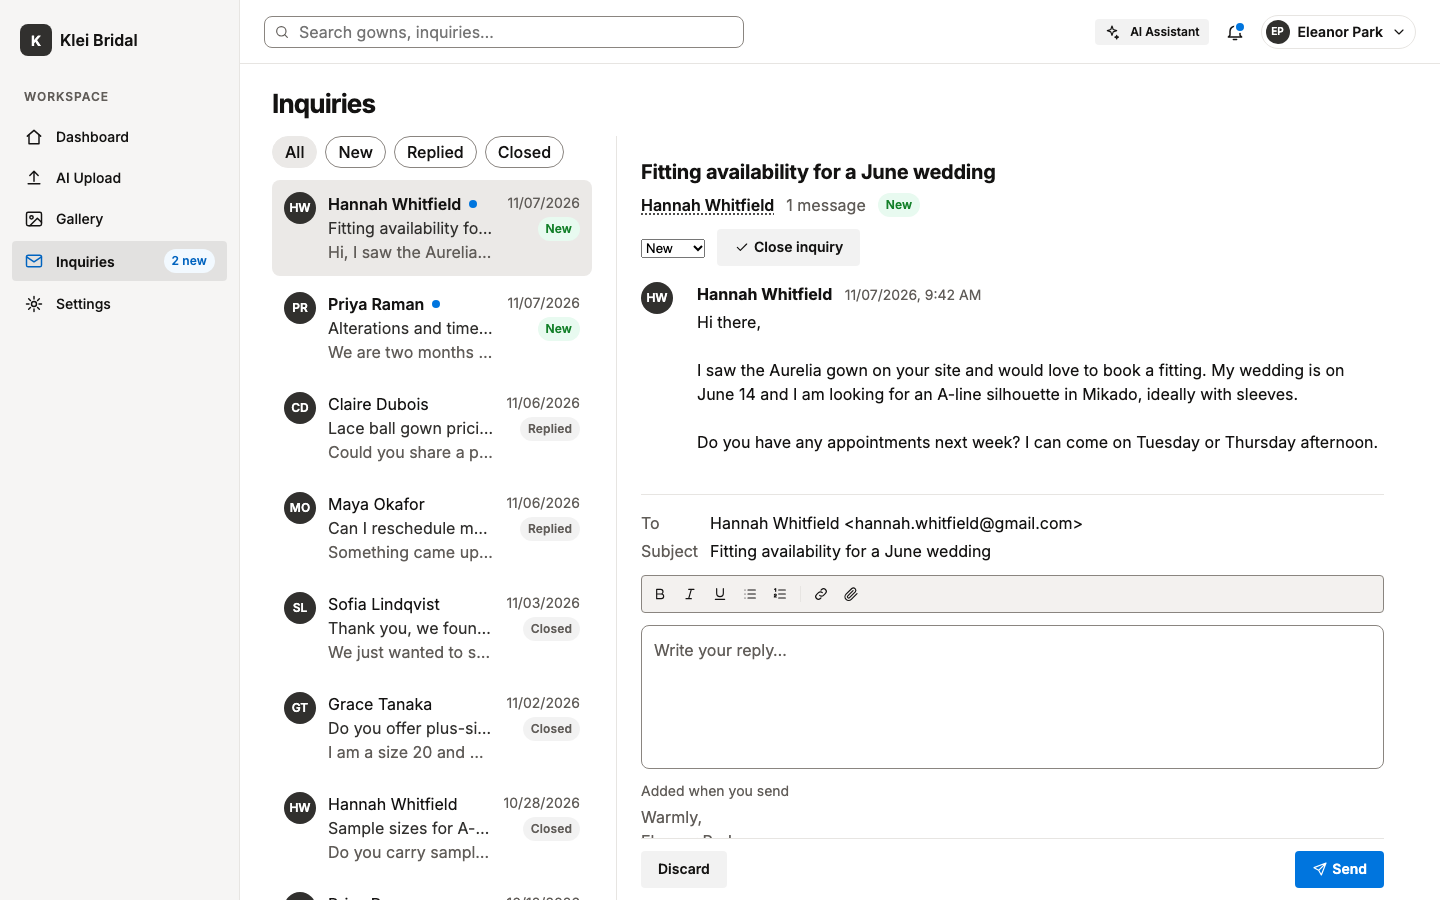 K Klei Bridal
WORKSPACE
Dashboard
AI Upload
Gallery
Inquiries 2 new
Settings
Search gowns, inquiries...
AI Assistant
EP Eleanor Park
Inquiries
All New Replied Closed
HW Hannah Whitfield 11/07/2026
Fitting availability fo... New
Hi, I saw the Aurelia...
PR Priya Raman 11/07/2026
Alterations and time... New
We are two months ...
CD Claire Dubois 11/06/2026
Lace ball gown prici... Replied
Could you share a p...
MO Maya Okafor 11/06/2026
Can I reschedule m... Replied
Something came up...
SL Sofia Lindqvist 11/03/2026
Thank you, we foun... Closed
We just wanted to s...
GT Grace Tanaka 11/02/2026
Do you offer plus-si... Closed
I am a size 20 and ...
HW Hannah Whitfield 10/28/2026
Sample sizes for A-... Closed
Do you carry sampl...
Fitting availability for a June wedding
Hannah Whitfield 1 message New
New Close inquiry
HW Hannah Whitfield 11/07/2026, 9:42 AM
Hi there,
I saw the Aurelia gown on your site and would love to book a fitting. My wedding is on
June 14 and I am looking for an A-line silhouette in Mikado, ideally with sleeves.
Do you have any appointments next week? I can come on Tuesday or Thursday afternoon.
To Hannah Whitfield <hannah.whitfield@gmail.com>
Subject Fitting availability for a June wedding
B I U
Write your reply...
Added when you send
Warmly,
Discard Send